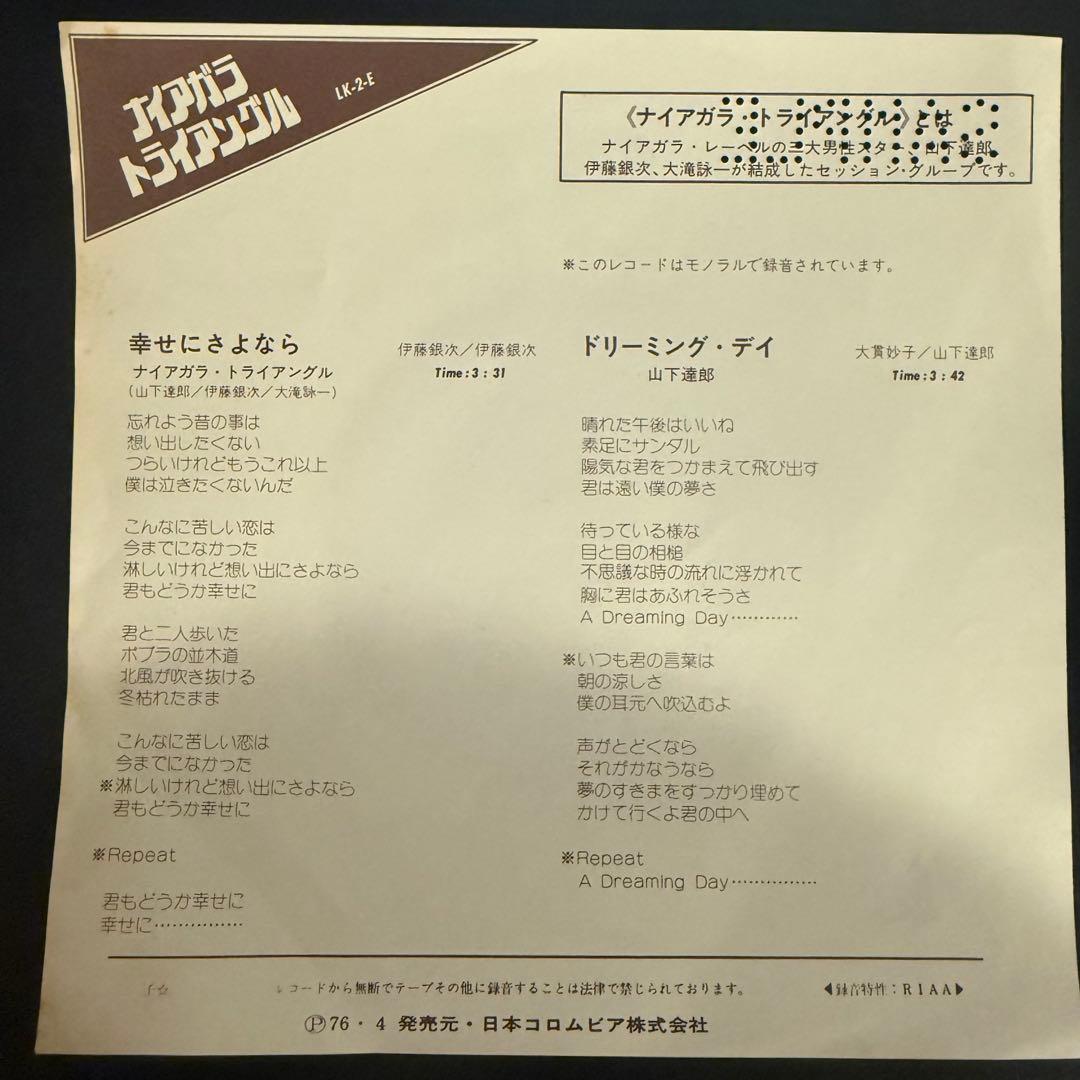 ナイアガラ
トライアングル
LK-2-E
《ナイアガラ・トライアングル》とは
ナイアガラ・レーベルの三大男性スター、山下達郎、
伊藤銀次、大滝詠一が結成したセッション・グループです。
※このレコードはモノラルで録音されています。
幸せにさよなら
伊藤銀次／伊藤銀次
ナイアガラ・トライアングル
Time:3:31
(山下達郎／伊藤銀次／大滝詠一)
忘れよう昔の事は
想い出したくない
つらいけれどもうこれ以上
僕は泣きたくないんだ
こんなに苦しい恋は
今までになかった
淋しいけれど想い出にさよなら
君もどうか幸せに
君と二人歩いた
ポプラの並木道
北風が吹き抜ける
冬枯れたまま
こんなに苦しい恋は
今までになかった
※淋しいけれど想い出にさよなら
君もどうか幸せに
※Repeat
君もどうか幸せに
幸せに……………
ドリーミング・デイ
大貫妙子／山下達郎
山下達郎
Time:3:42
晴れた午後はいいね
素足にサンダル
陽気な君をつかまえて飛び出す
君は遠い僕の夢さ
待っている様な
目と目の相槌
不思議な時の流れに浮かれて
胸に君はあふれそうさ
A Dreaming Day…………
※いつも君の言葉は
朝の涼しさ
僕の耳元へ吹込むよ
声がとどくなら
それがかなうなら
夢のすきまをすっかり埋めて
かけて行くよ君の中へ
※Repeat
A Dreaming Day……………
レコードから無断でテープその他に録音することは法律で禁じられております。
◀録音特性：RIAA▶
Ⓟ76・4 発売元・日本コロムビア株式会社